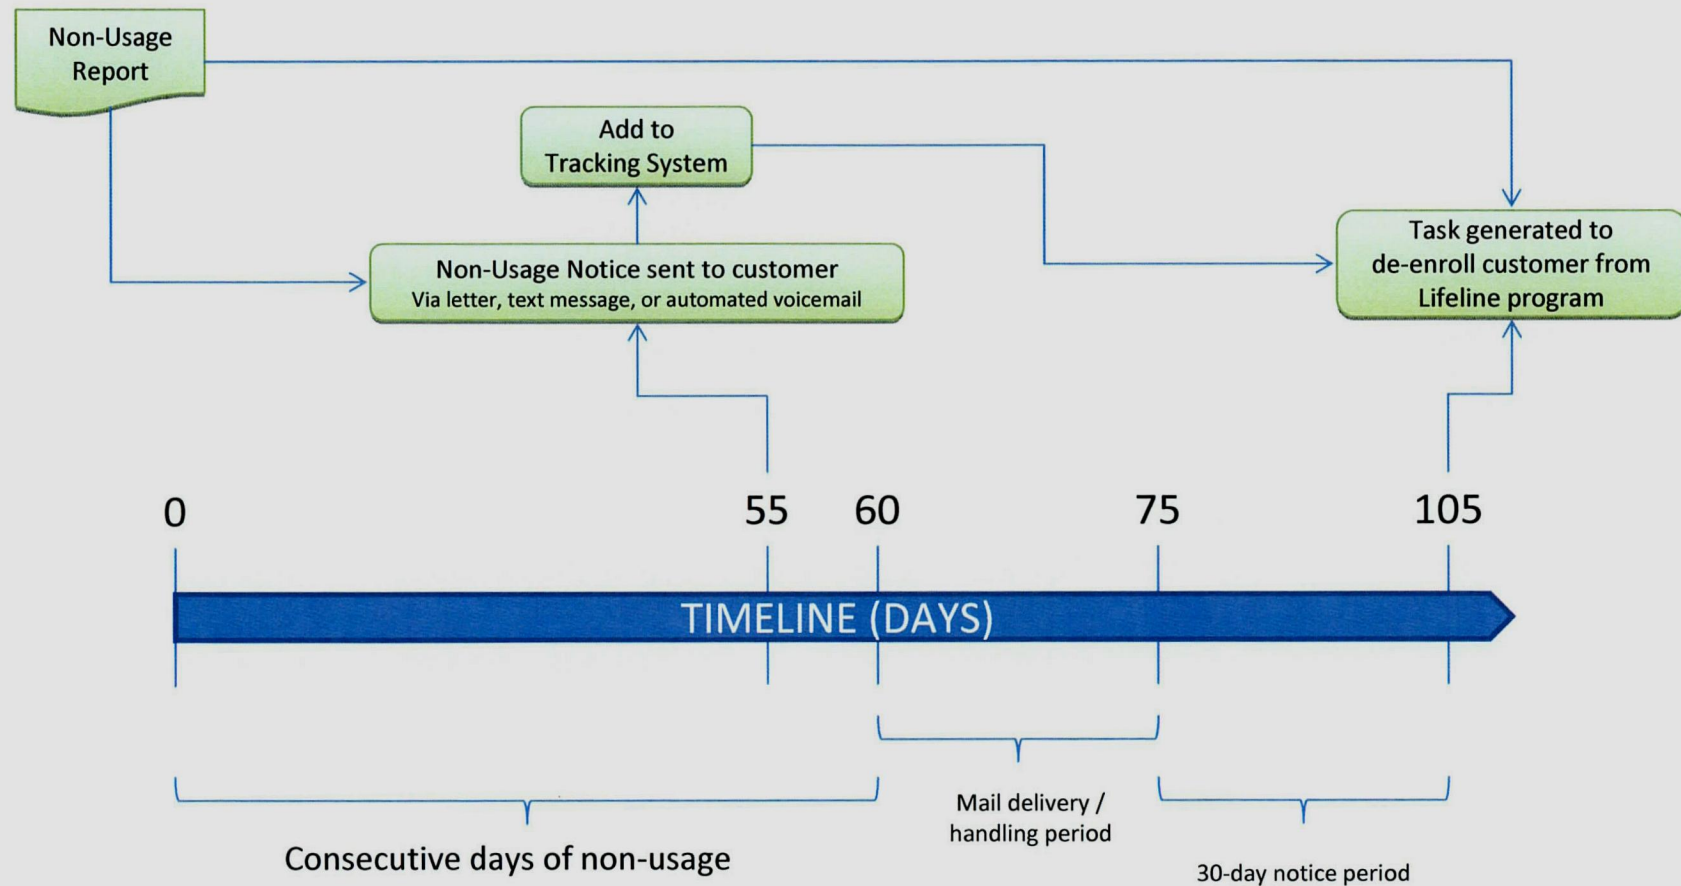 Non-Usage
Report
Add to
Tracking System
Non-Usage Notice sent to customer
Via letter, text message, or automated voicemail
Task generated to
de-enroll customer from
Lifeline program
0
55
60
75
105
TIMELINE (DAYS)
Mail delivery /
handling period
Consecutive days of non-usage
30-day notice period